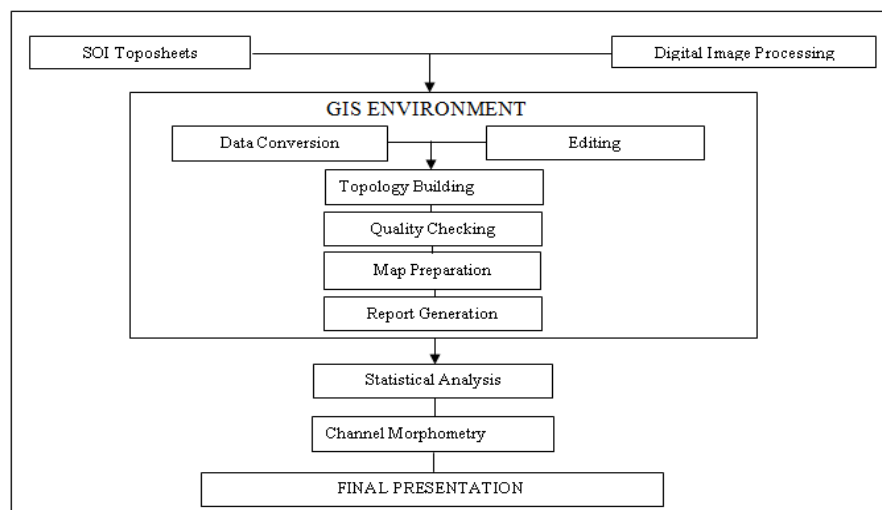 SOI Toposheets
Digital Image Processing
GIS ENVIRONMENT
Data Conversion
Editing
Topology Building
Quality Checking
Map Preparation
Report Generation
Statistical Analysis
Channel Morphometry
FINAL PRESENTATION